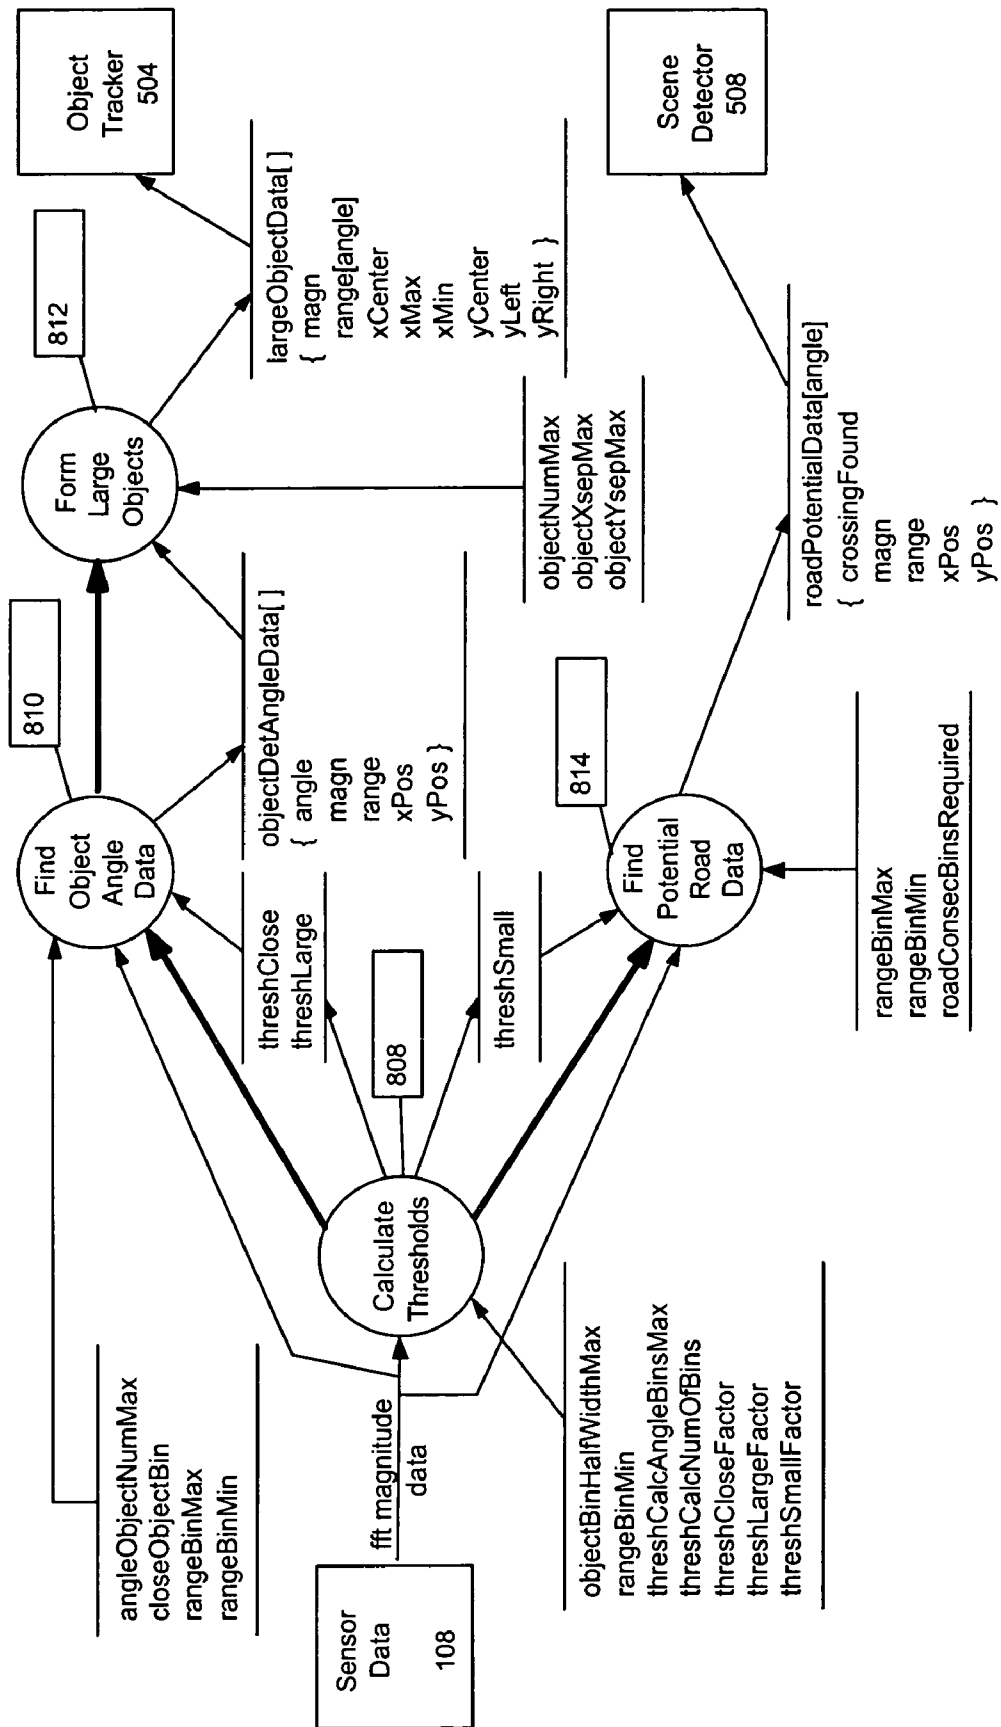 Sensor
Data
108
fft magnitude
data
angleObjectNumMax
closeObjectBin
rangeBinMax
rangeBinMin
objectBinHalfWidthMax
rangeBinMin
threshCalcAngleBinsMax
threshCalcNumOfBins
threshCloseFactor
threshLargeFactor
threshSmallFactor
Calculate
Thresholds
808
threshClose
threshLarge
threshSmall
Find
Object
Angle
Data
810
objectDetAngleData[ ]
{ angle
magn
range
xPos
yPos }
Find
Potential
Road
Data
814
rangeBinMax
rangeBinMin
roadConsecBinsRequired
Form
Large
Objects
812
objectNumMax
objectXsepMax
objectYsepMax
largeObjectData[ ]
{ magn
range[angle]
xCenter
xMax
xMin
yCenter
yLeft
yRight }
roadPotentialData[angle]
{ crossingFound
magn
range
xPos
yPos }
Object
Tracker
504
Scene
Detector
508